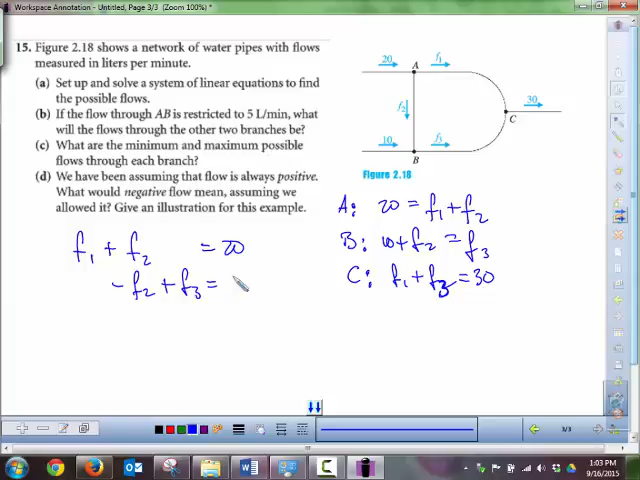 Workspace Annotation - Untitled, Page 3/3 (Zoom 100%) *
15. Figure 2.18 shows a network of water pipes with flows
measured in liters per minute.
(a) Set up and solve a system of linear equations to find
the possible flows.
(b) If the flow through AB is restricted to 5 L/min, what
will the flows through the other two branches be?
(c) What are the minimum and maximum possible
flows through each branch?
(d) We have been assuming that flow is always positive.
What would negative flow mean, assuming we
allowed it? Give an illustration for this example.
20 A f₁
f₂
30
C
10 f₃
B
Figure 2.18
A: 20 = f₁ + f₂
B: 10 + f₂ = f₃
C: f₁ + f₃ = 30
f₁ + f₂ = 20
- f₂ + f₃ =
3/3
1:03 PM
9/16/2015